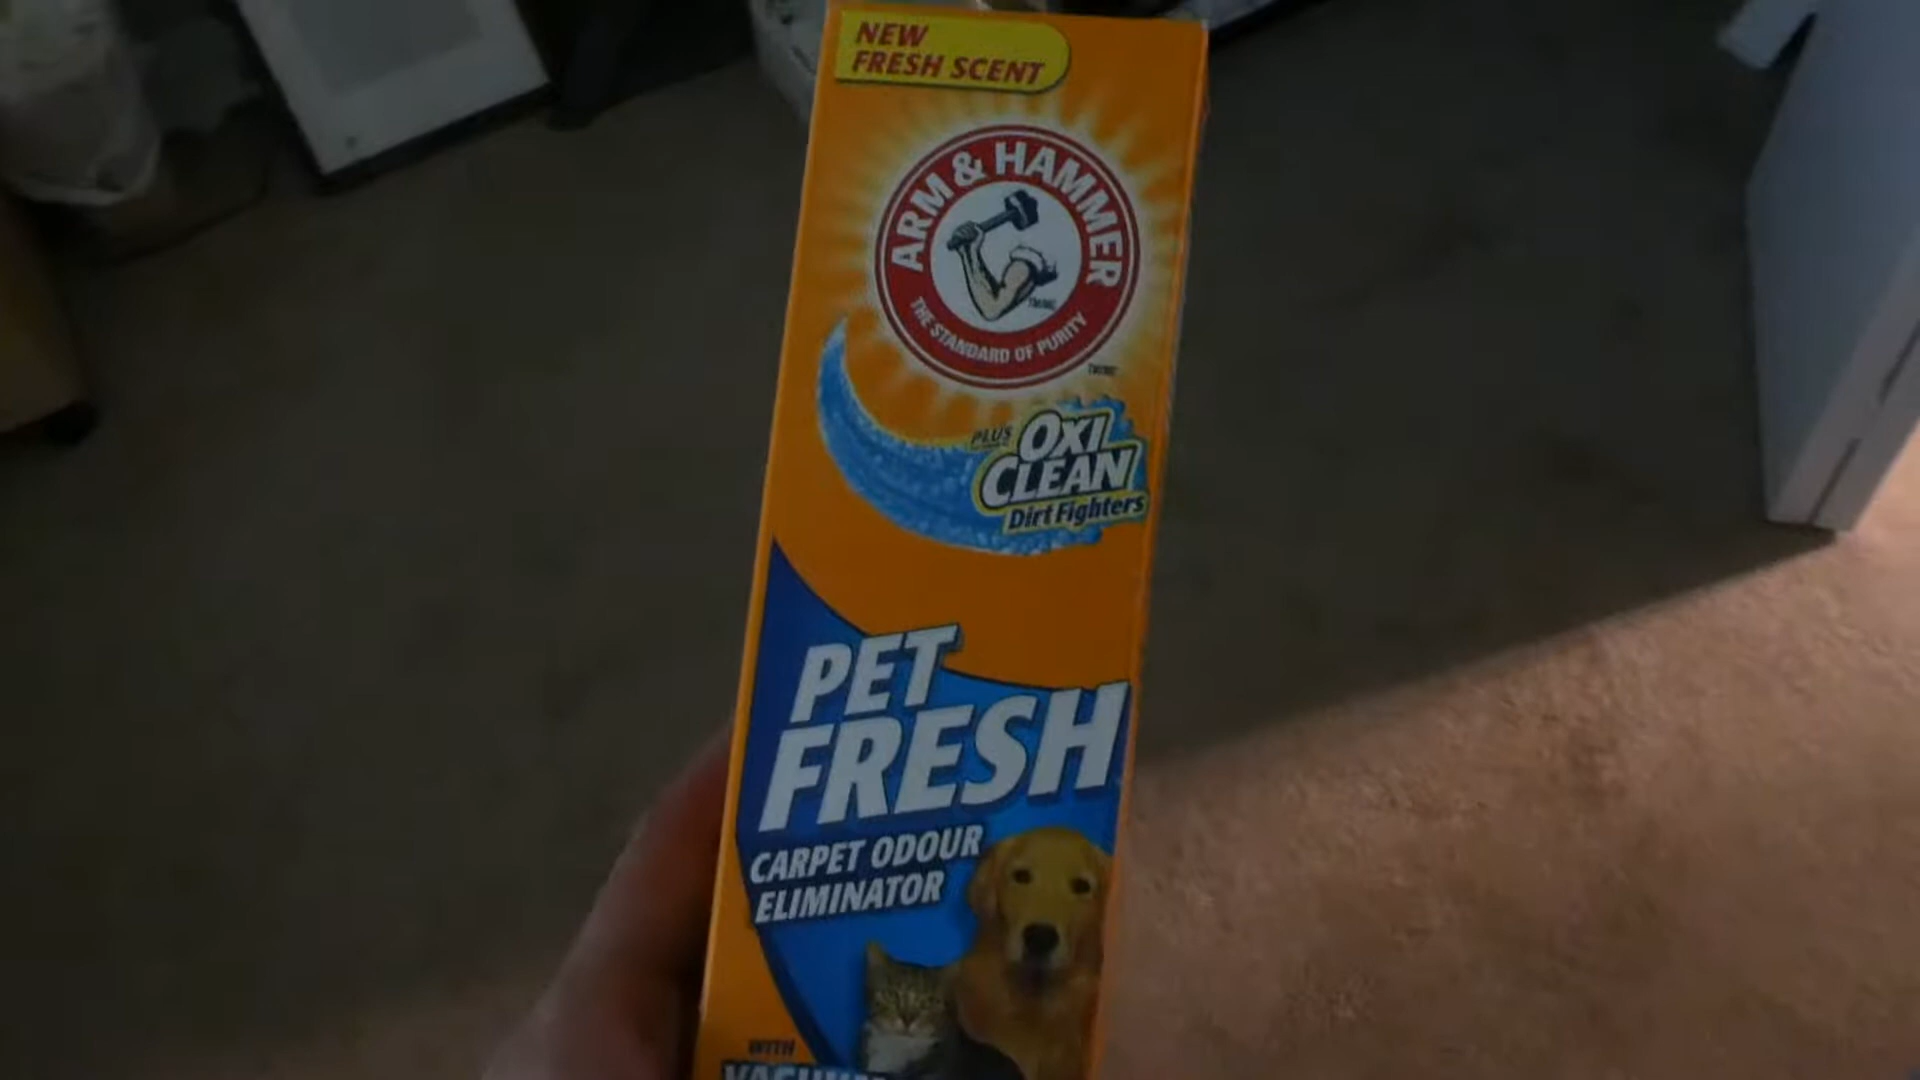 NEW
FRESH SCENT
ARM & HAMMER
THE STANDARD OF PURITY
PLUS
OXI
CLEAN
Dirt Fighters
PET
FRESH
CARPET ODOUR
ELIMINATOR
WITH